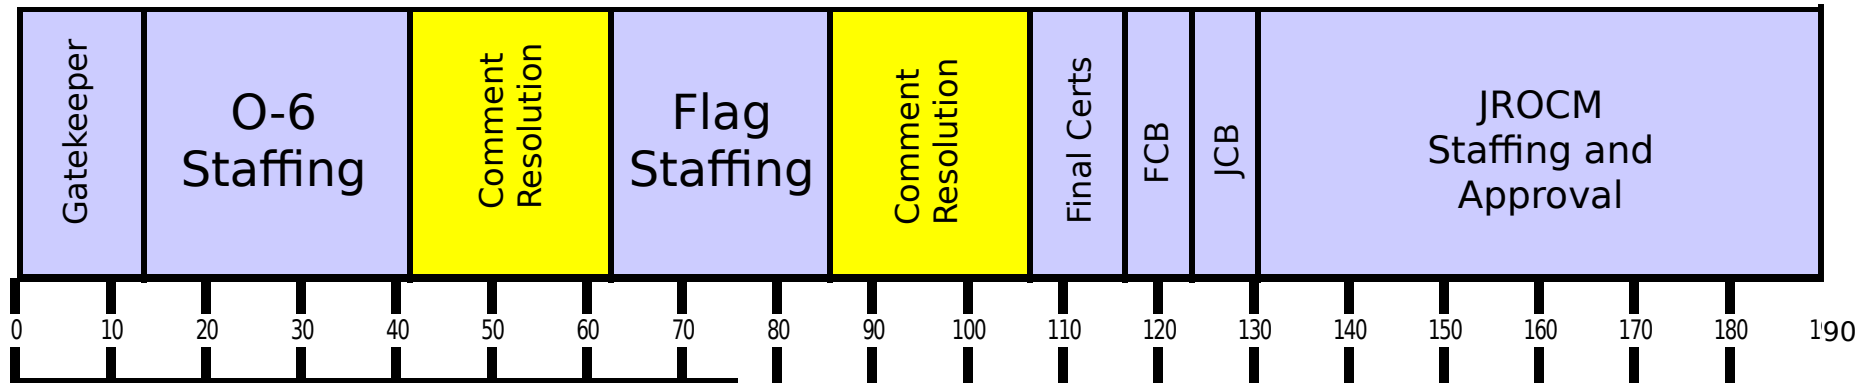 Gatekeeper
O-6
Staffing
Comment
Resolution
Flag
Staffing
Comment
Resolution
Final Certs
FCB
JCB
JROCM
Staffing and
Approval
0 10 20 30 40 50 60 70 80 90 100 110 120 130 140 150 160 170 180 190